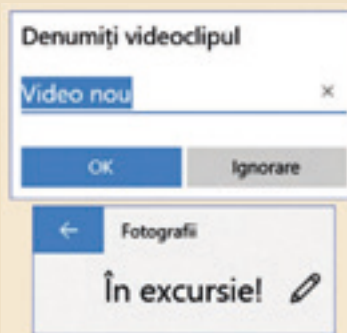 Denumiți videoclipul
Video nou
OK Ignorare
Fotografii
În excursie!